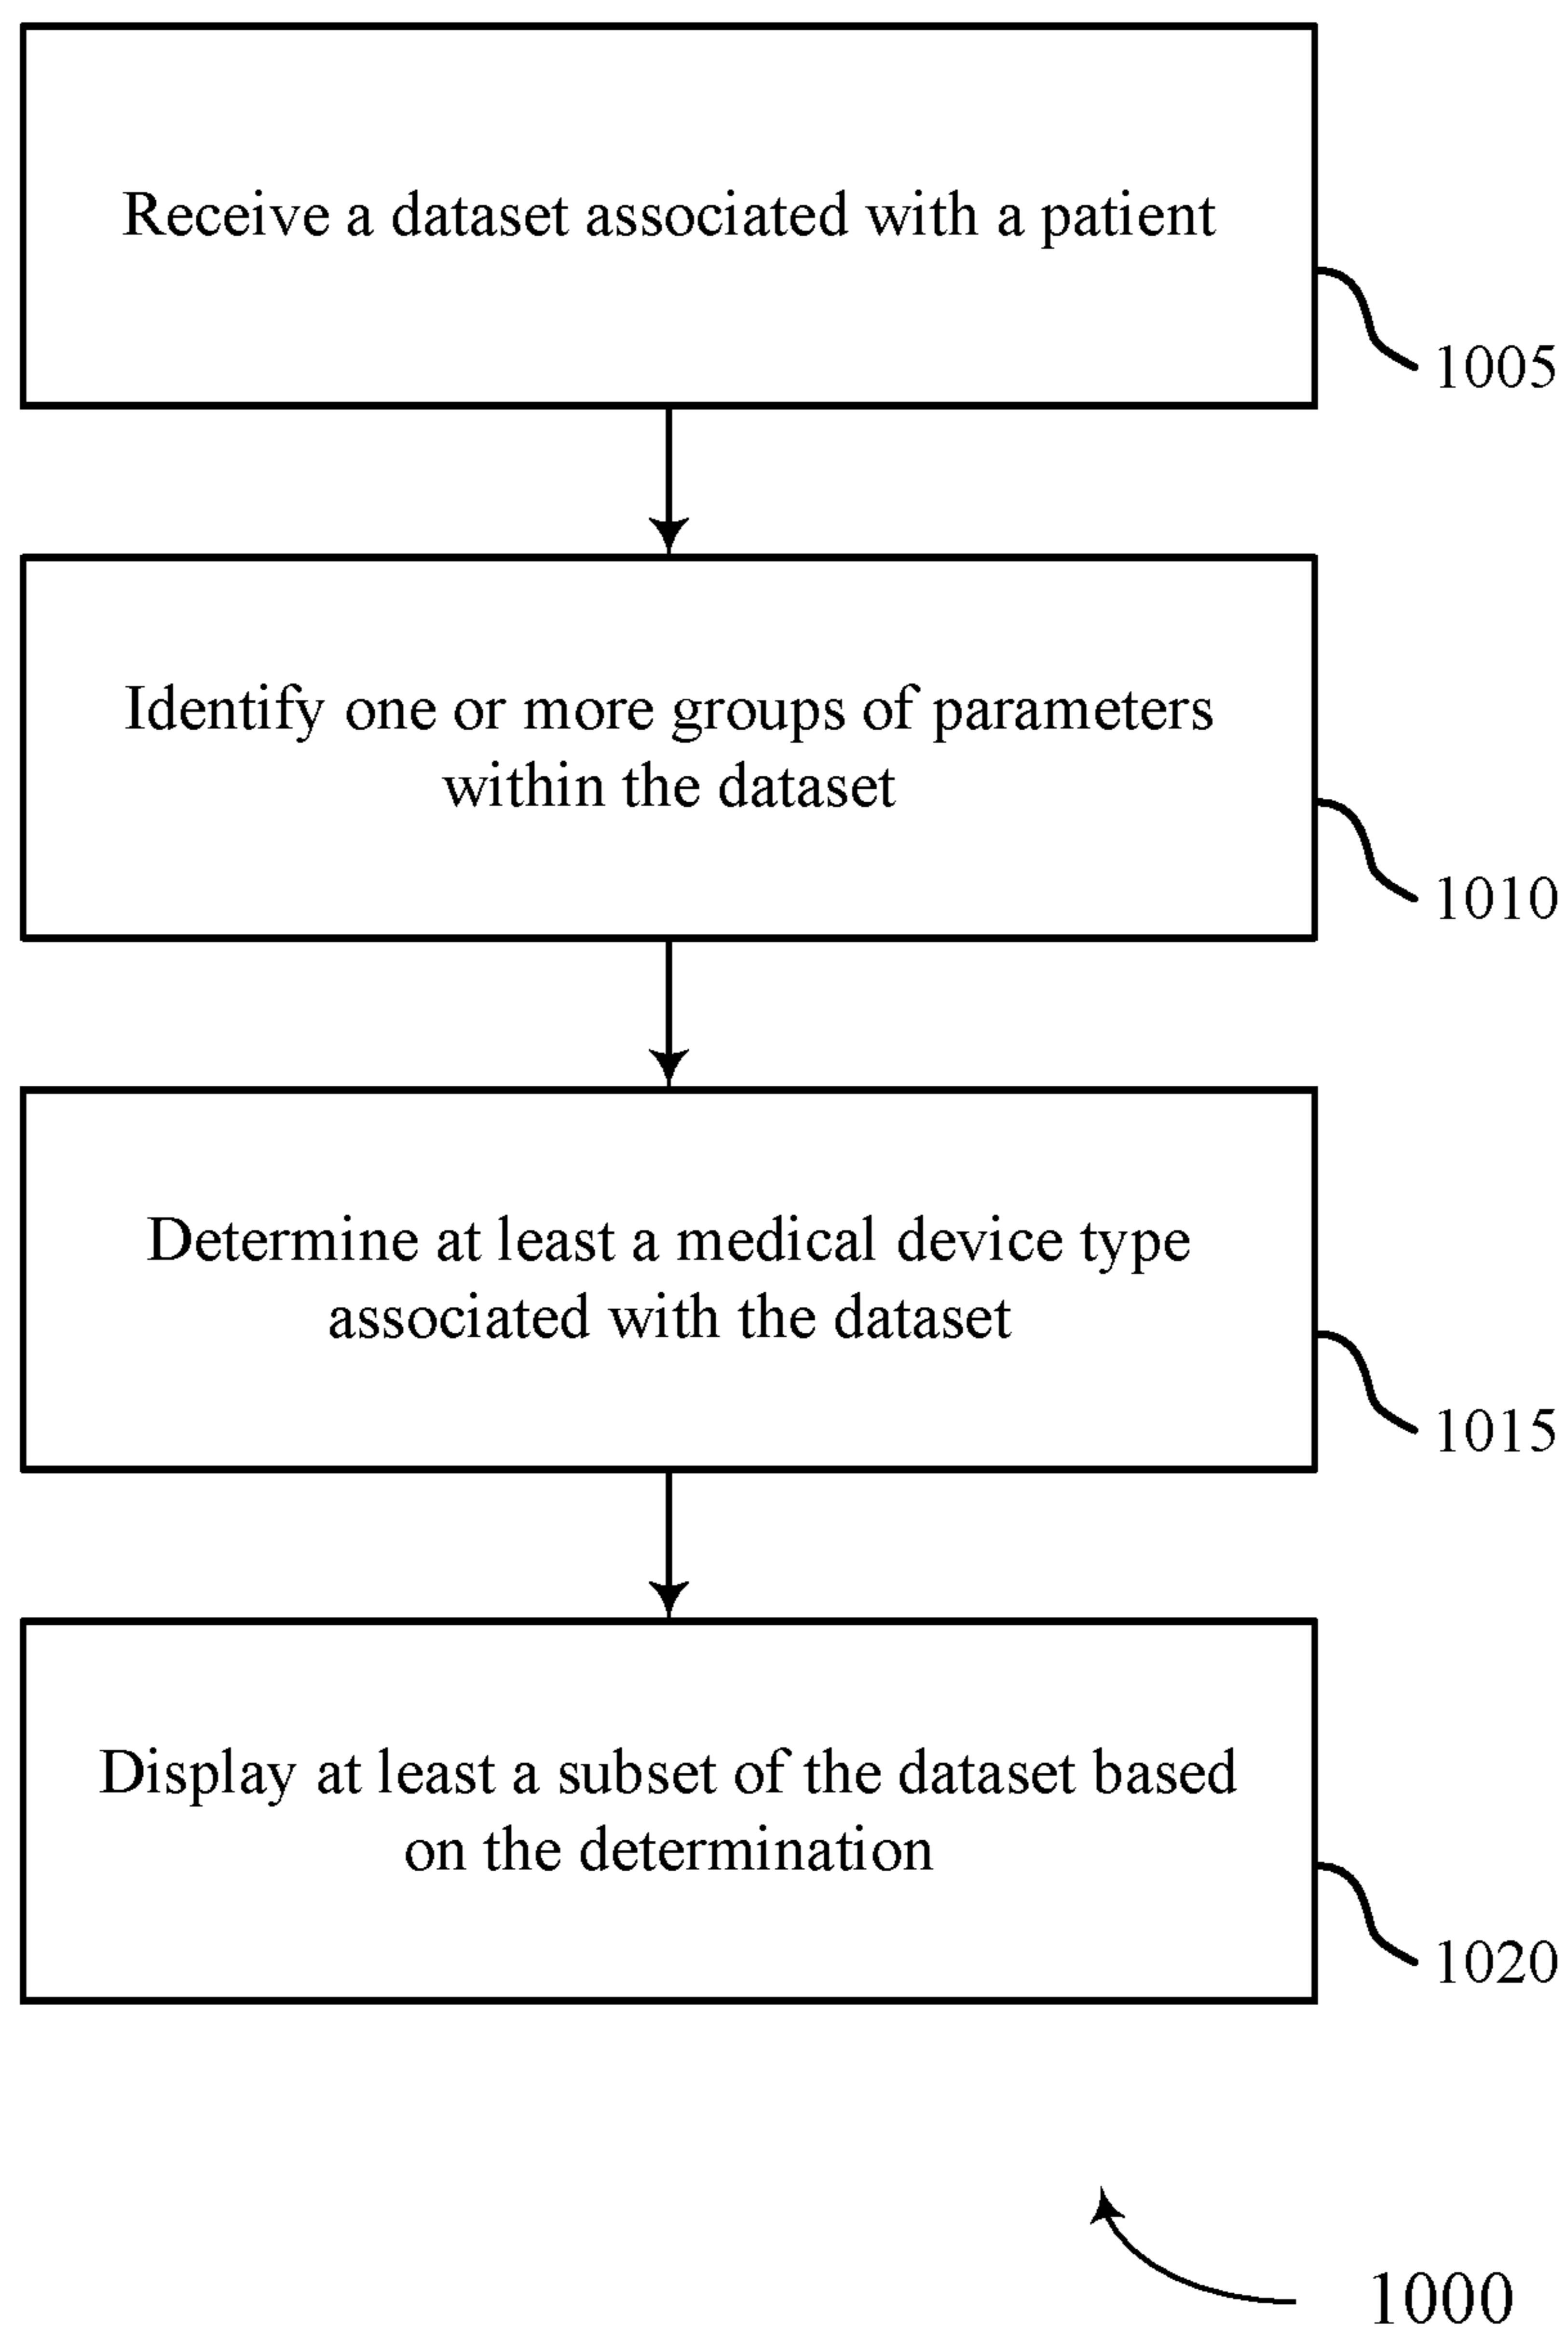 Receive a dataset associated with a patient
1005
Identify one or more groups of parameters
within the dataset
1010
Determine at least a medical device type
associated with the dataset
1015
Display at least a subset of the dataset based
on the determination
1020
1000